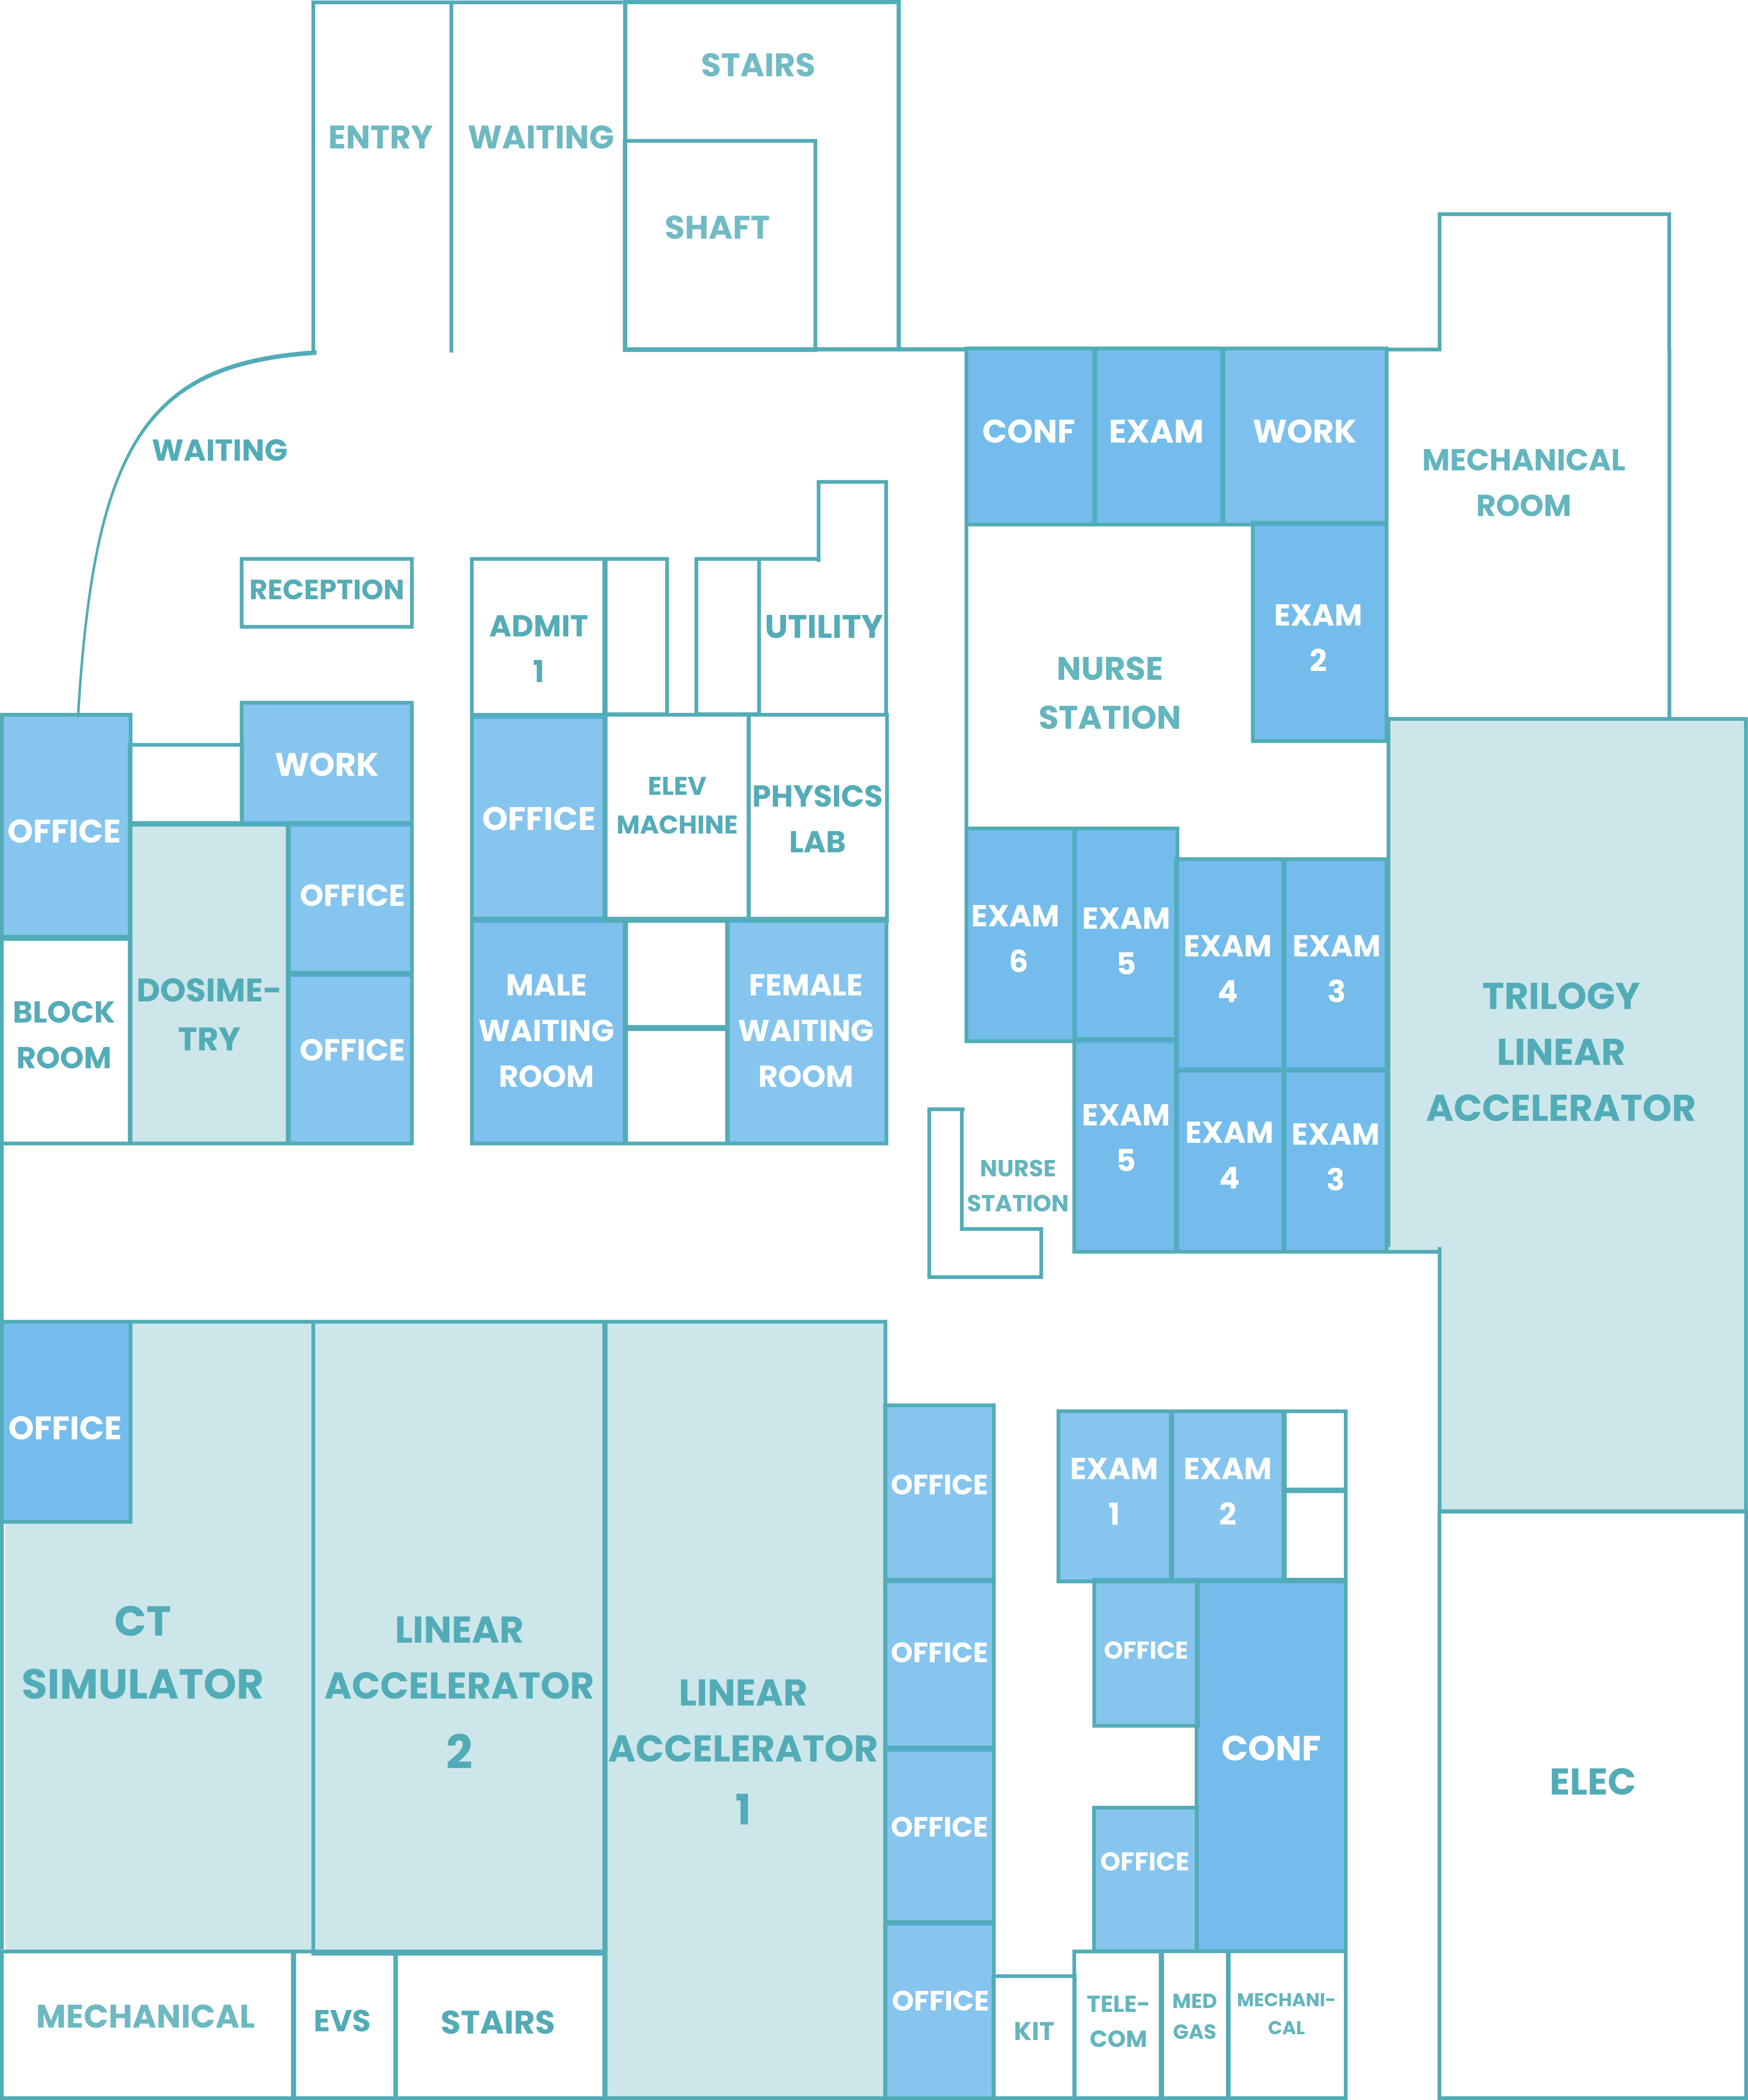 STAIRS
ENTRY
WAITING
SHAFT
WAITING
CONF
EXAM
WORK
MECHANICAL
ROOM
RECEPTION
ADMIT
1
UTILITY
EXAM
2
NURSE
STATION
OFFICE
WORK
OFFICE
ELEV
MACHINE
PHYSICS
LAB
OFFICE
BLOCK
ROOM
DOSIME-
TRY
OFFICE
MALE
WAITING
ROOM
FEMALE
WAITING
ROOM
EXAM
6
EXAM
5
EXAM
4
EXAM
3
TRILOGY
LINEAR
ACCELERATOR
EXAM
5
EXAM
4
EXAM
3
NURSE
STATION
OFFICE
CT
SIMULATOR
LINEAR
ACCELERATOR
2
LINEAR
ACCELERATOR
1
OFFICE
OFFICE
OFFICE
OFFICE
EXAM
1
EXAM
2
OFFICE
CONF
OFFICE
ELEC
MECHANICAL
EVS
STAIRS
KIT
TELE-
COM
MED
GAS
MECHANI-
CAL